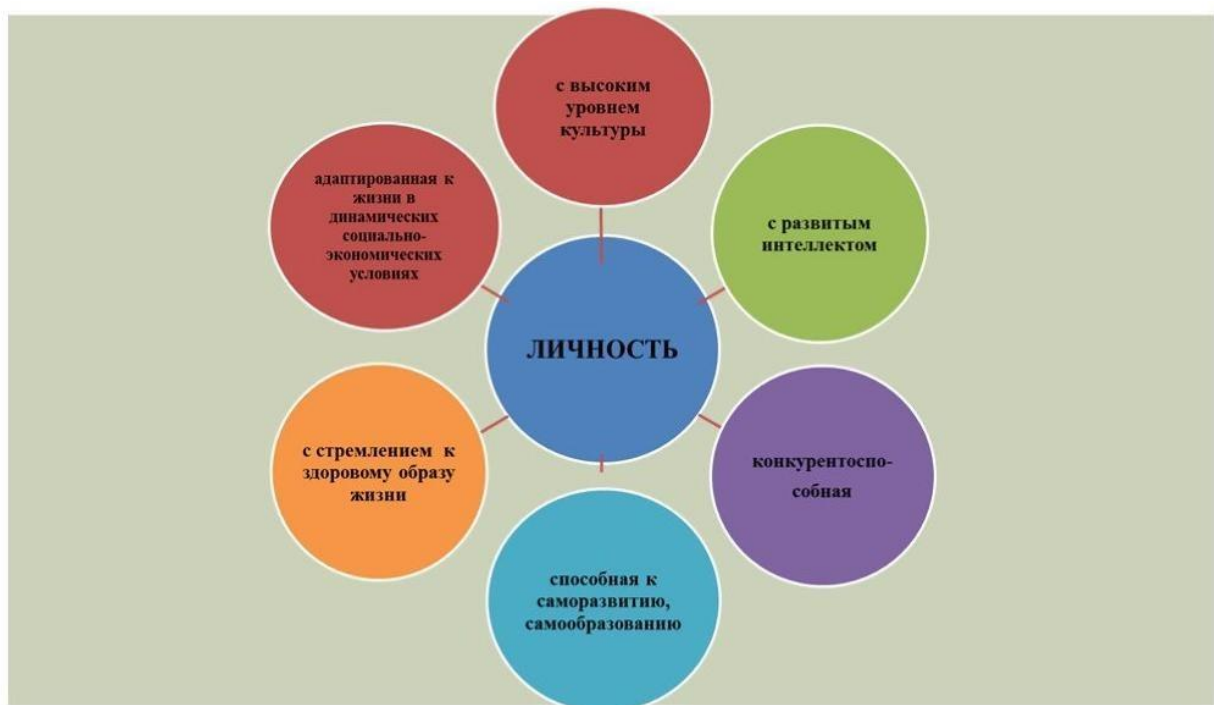 с высоким
уровнем
культуры
с развитым
интеллектом
конкурентоспо-
собная
способная к
саморазвитию,
самообразованию
с стремлением к
здоровому образу
жизни
адаптированная к
жизни в
динамических
социально-
экономических
условиях
ЛИЧНОСТЬ